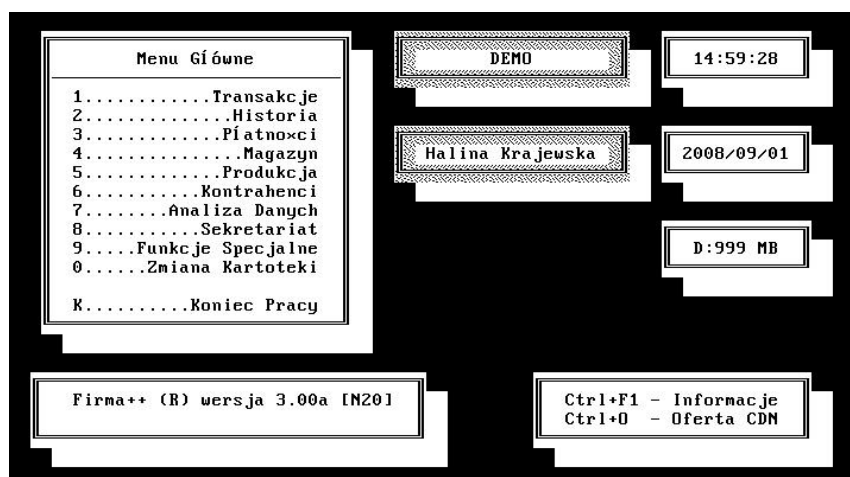 Menu GÍówne
1............Transakcje
2..............Historia
3.............PÍatno×ci
4...............Magazyn
5.............Produkcja
6...........Kontrahenci
7........Analiza Danych
8...........Sekretariat
9.....Funkcje Specjalne
0......Zmiana Kartoteki
K..........Koniec Pracy
DEMO
14:59:28
Halina Krajewska
2008/09/01
D:999 MB
Firma++ (R) wersja 3.00a [N20]
Ctrl+F1 - Informacje
Ctrl+O - Oferta CDN